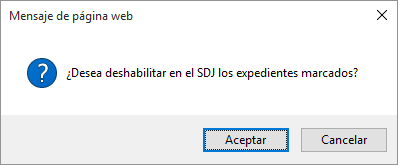 Mensaje de página web
¿Desea deshabilitar en el SDJ los expedientes marcados?
Aceptar
Cancelar